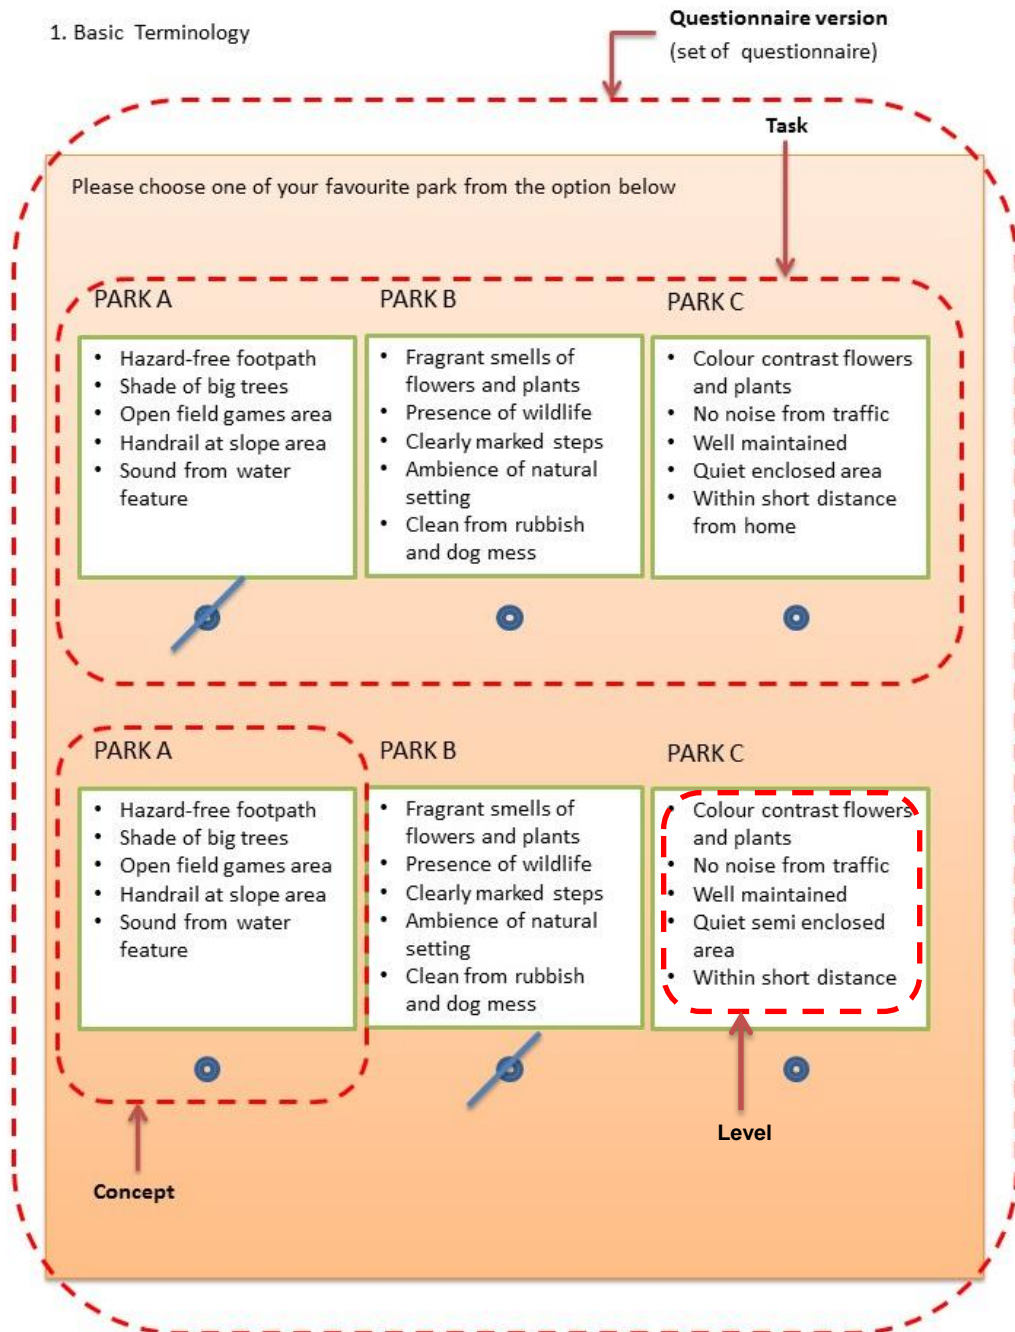 1. Basic Terminology
Questionnaire version
(set of questionnaire)
Task
Please choose one of your favourite park from the option below
PARK A
• Hazard-free footpath
• Shade of big trees
• Open field games area
• Handrail at slope area
• Sound from water
feature
PARK B
• Fragrant smells of
flowers and plants
• Presence of wildlife
• Clearly marked steps
• Ambience of natural
setting
• Clean from rubbish
and dog mess
PARK C
• Colour contrast flowers
and plants
• No noise from traffic
• Well maintained
• Quiet enclosed area
• Within short distance
from home
PARK A
• Hazard-free footpath
• Shade of big trees
• Open field games area
• Handrail at slope area
• Sound from water
feature
PARK B
• Fragrant smells of
flowers and plants
• Presence of wildlife
• Clearly marked steps
• Ambience of natural
setting
• Clean from rubbish
and dog mess
PARK C
• Colour contrast flowers
and plants
• No noise from traffic
• Well maintained
• Quiet semi enclosed
area
• Within short distance
Level
Concept